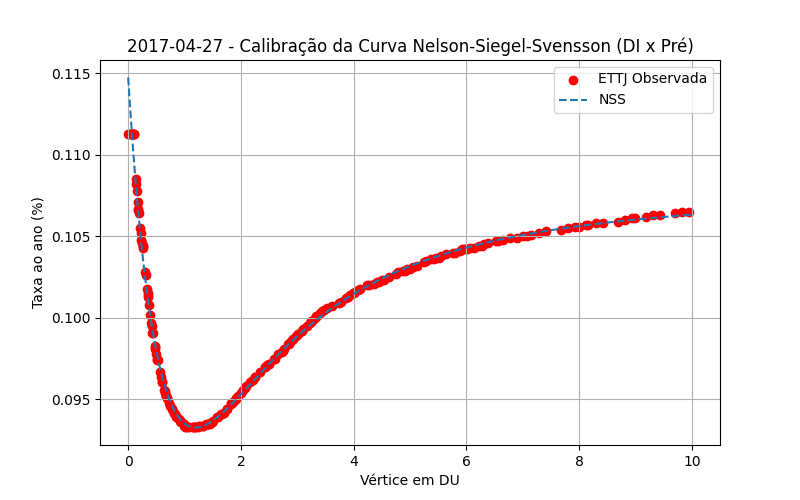 2017-04-27 - Calibração da Curva Nelson-Siegel-Svensson (DI x Pré)
ETTJ Observada
NSS
Taxa ao ano (%)
0.115
0.110
0.105
0.100
0.095
0
2
4
6
8
10
Vértice em DU